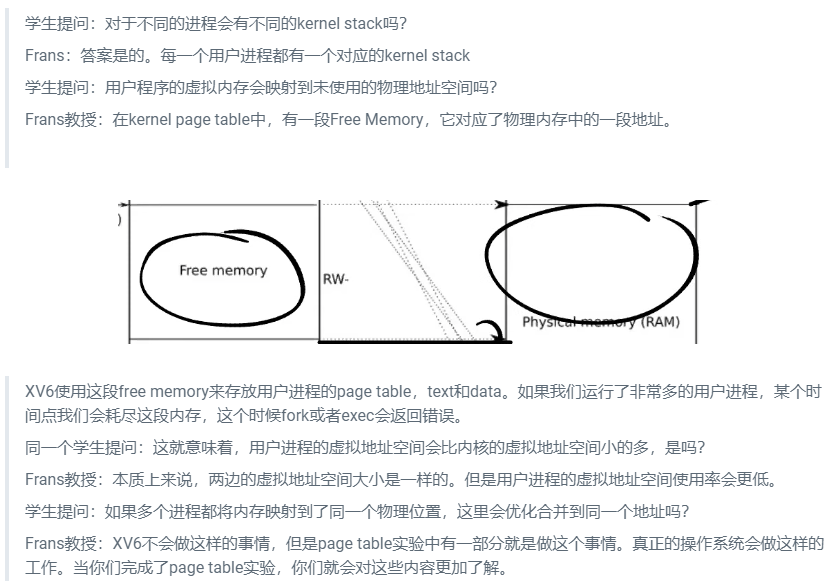 学生提问：对于不同的进程会有不同的kernel stack吗？
Frans：答案是的。每一个用户进程都有一个对应的kernel stack
学生提问：用户程序的虚拟内存会映射到未使用的物理地址空间吗？
Frans教授：在kernel page table中，有一段Free Memory，它对应了物理内存中的一段地址。
)
Free memory
RW-
Physical memory (RAM)
XV6使用这段free memory来存放用户进程的page table，text和data。如果我们运行了非常多的用户进程，某个时
间点我们会耗尽这段内存，这个时候fork或者exec会返回错误。
同一个学生提问：这就意味着，用户进程的虚拟地址空间会比内核的虚拟地址空间小的多，是吗？
Frans教授：本质上来说，两边的虚拟地址空间大小是一样的。但是用户进程的虚拟地址空间使用率会更低。
学生提问：如果多个进程都将内存映射到了同一个物理位置，这里会优化合并到同一个地址吗？
Frans教授：XV6不会做这样的事情，但是page table实验中有一部分就是做这个事情。真正的操作系统会做这样的
工作。当你们完成了page table实验，你们就会对这些内容更加了解。